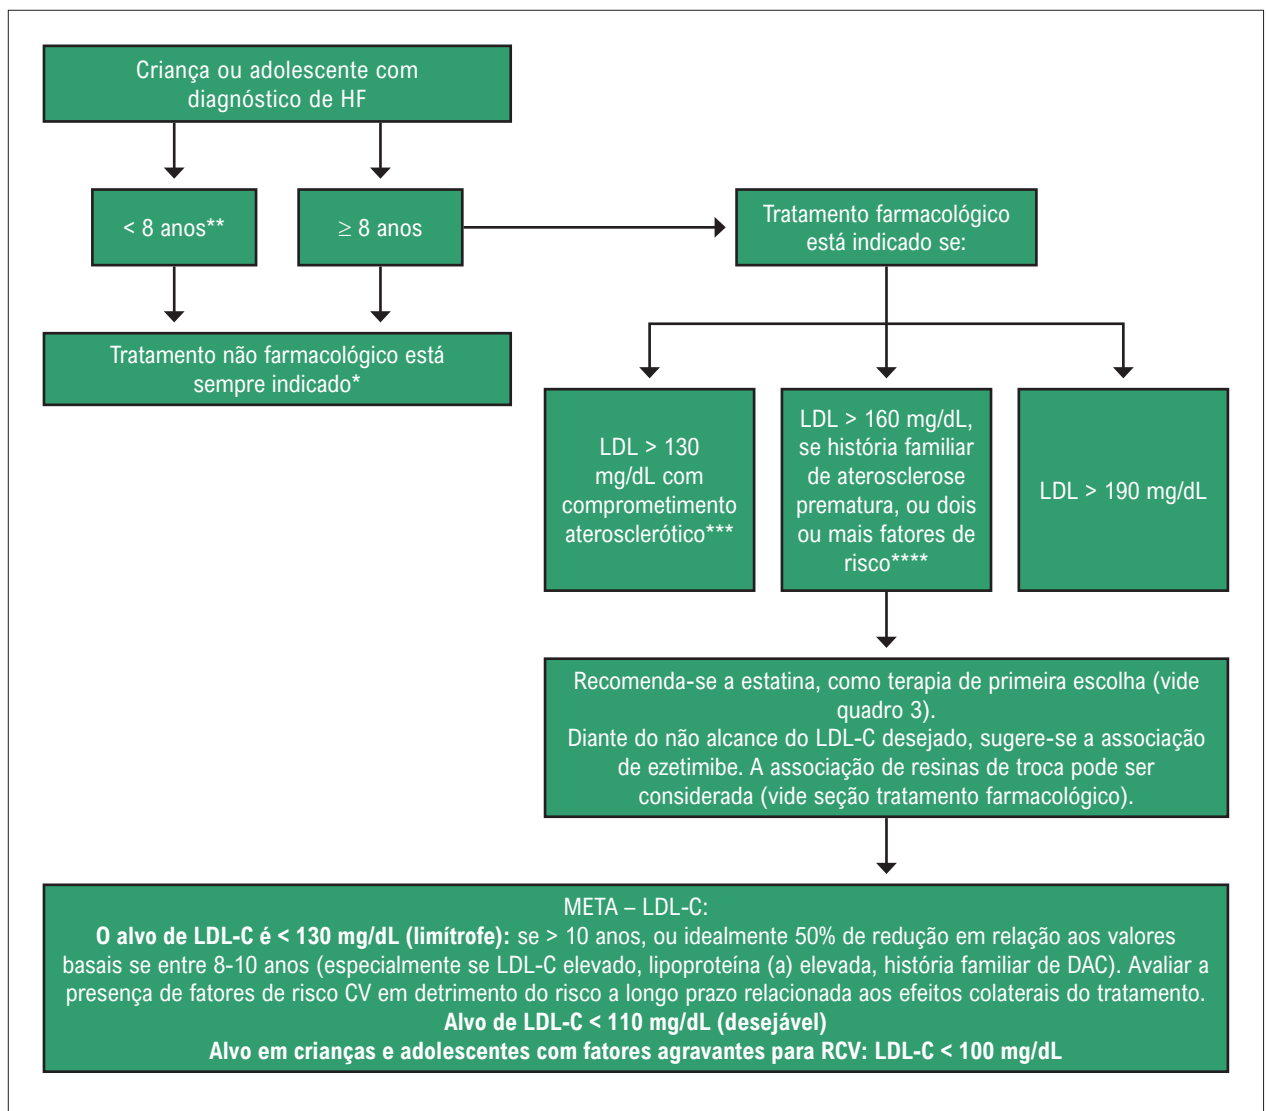 Criança ou adolescente com
diagnóstico de HF
< 8 anos**
≥ 8 anos
Tratamento farmacológico
está indicado se:
Tratamento não farmacológico está
sempre indicado*
LDL > 130
mg/dL com
comprometimento
aterosclerótico***
LDL > 160 mg/dL,
se história familiar
de aterosclerose
prematura, ou dois
ou mais fatores de
risco****
LDL > 190 mg/dL
Recomenda-se a estatina, como terapia de primeira escolha (vide
quadro 3).
Diante do não alcance do LDL-C desejado, sugere-se a associação
de ezetimibe. A associação de resinas de troca pode ser
considerada (vide seção tratamento farmacológico).
META – LDL-C:
O alvo de LDL-C é < 130 mg/dL (limítrofe): se > 10 anos, ou idealmente 50% de redução em relação aos valores
basais se entre 8-10 anos (especialmente se LDL-C elevado, lipoproteína (a) elevada, história familiar de DAC). Avaliar a
presença de fatores de risco CV em detrimento do risco a longo prazo relacionada aos efeitos colaterais do tratamento.
Alvo de LDL-C < 110 mg/dL (desejável)
Alvo em crianças e adolescentes com fatores agravantes para RCV: LDL-C < 100 mg/dL